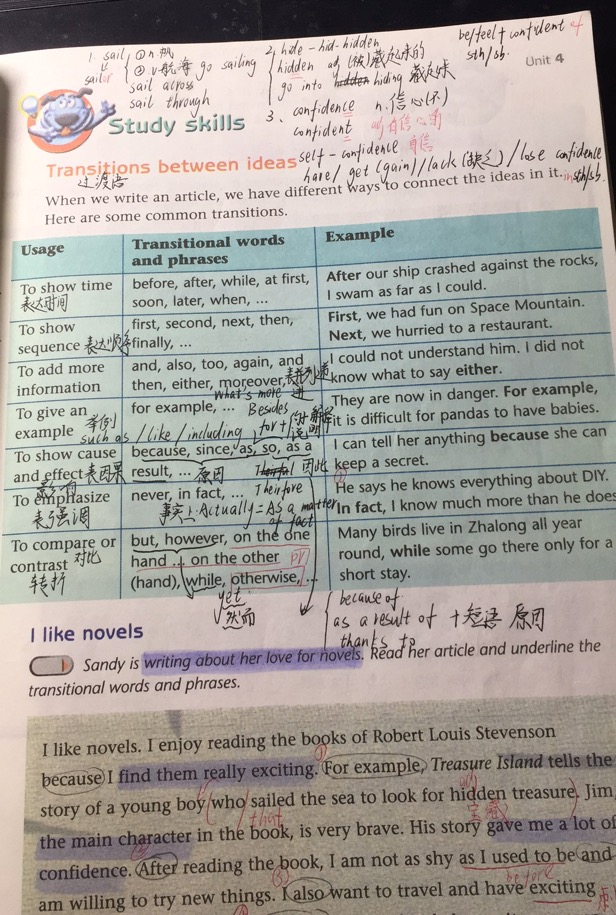 1. sail ① n. 帆
② v. 航海 go sailing
sailor
sail across
sail through
2, hide - hid - hidden
hidden adj (被)藏起来的
go into hiding 藏起来
3、confidence n. 信心(不)
confident adj 自信心的
self - confidence 自信
have / get (gain) / lack (缺乏) / lose confidence
in sth/sb.
be/feel + confident of
sth/sb.
Unit 4
Study skills
Transitions between ideas
过渡语
When we write an article, we have different ways to connect the ideas in it.
Here are some common transitions.
Usage
Transitional words and phrases
Example
To show time
表达时间
before, after, while, at first,
soon, later, when, ...
After our ship crashed against the rocks,
I swam as far as I could.
To show
sequence 表达顺序
first, second, next, then,
finally, ...
First, we had fun on Space Mountain.
Next, we hurried to a restaurant.
To add more
information
and, also, too, again, and
then, either, moreover,
what's more
Besides
I could not understand him. I did not
know what to say either.
To give an
example 举例
for example, ...
such as / like / including
for + 句
They are now in danger. For example,
it is difficult for pandas to have babies.
To show cause
and effect 表因果
because, since, as, so, as a
result, ... 原因
因此
Therefore
I can tell her anything because she can
keep a secret.
To emphasize
表强调
never, in fact, ...
事实上 Actually = As a matter
of fact
He says he knows everything about DIY.
In fact, I know much more than he does
To compare or
contrast 对比
转折
but, however, on the one
hand ... on the other
(hand), while, otherwise, ...
yet
然而
Many birds live in Zhalong all year
round, while some go there only for a
short stay.
because of
as a result of + 短语 原因
thanks to
I like novels
Sandy is writing about her love for novels. Read her article and underline the
transitional words and phrases.
I like novels. I enjoy reading the books of Robert Louis Stevenson
because I find them really exciting. For example, Treasure Island tells the
story of a young boy who sailed the sea to look for hidden treasure. Jim,
that
宝藏
the main character in the book, is very brave. His story gave me a lot of
confidence. After reading the book, I am not as shy as I used to be and
before
am willing to try new things. I also want to travel and have exciting